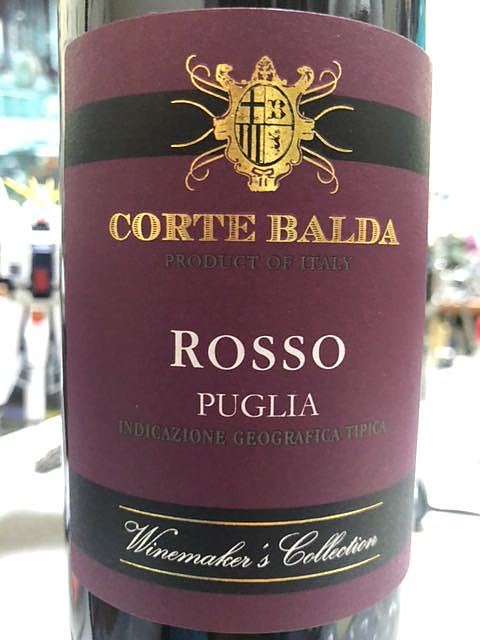 CORTE BALDA
PRODUCT OF ITALY
ROSSO
PUGLIA
INDICAZIONE GEOGRAFICA TIPICA
Winemaker's Collection